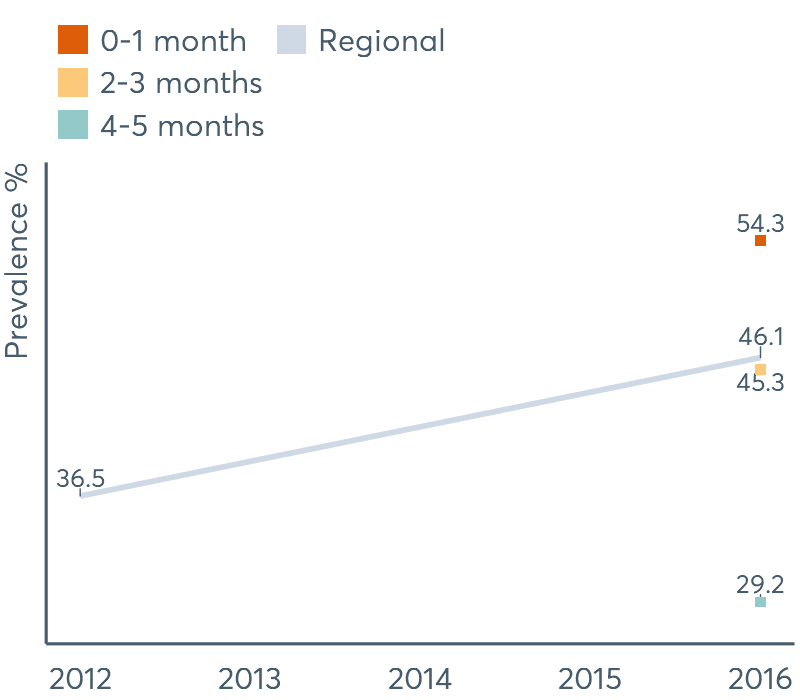 0-1 month
Regional
2-3 months
4-5 months
Prevalence %
54.3
46.1
45.3
36.5
29.2
2012
2013
2014
2015
2016